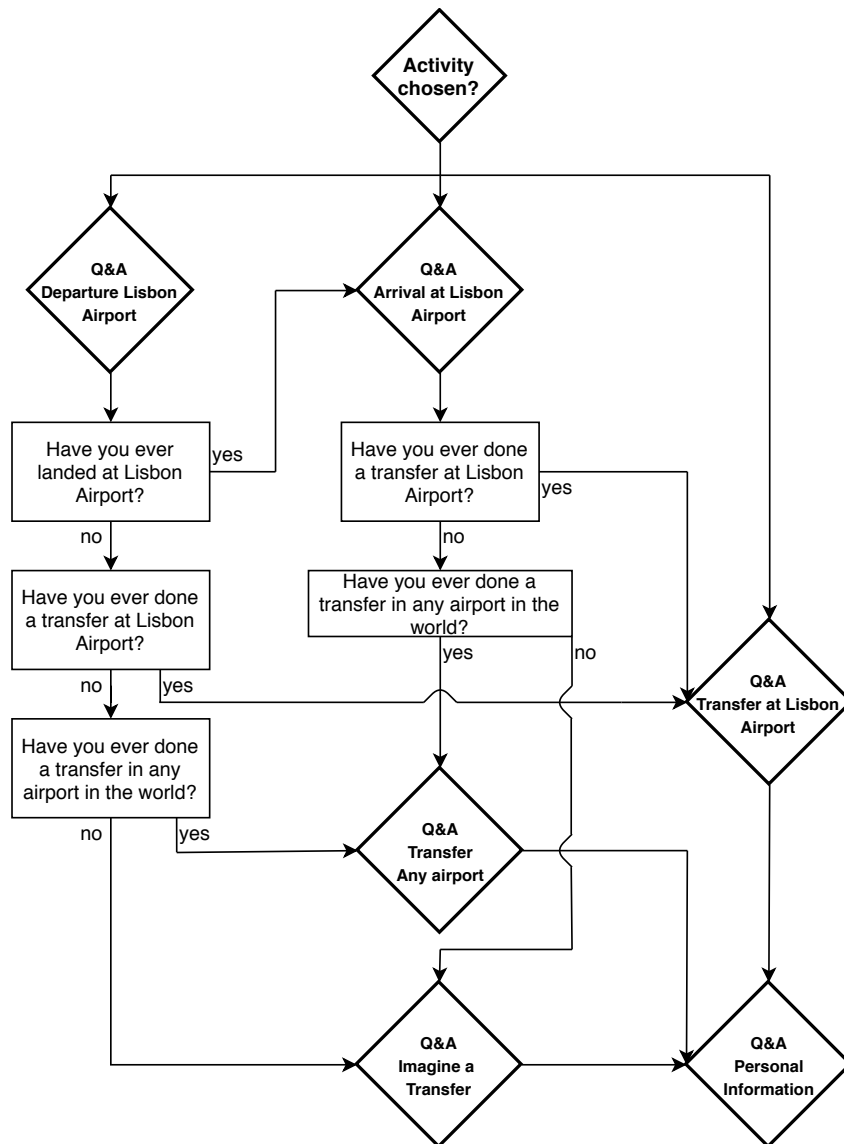 Activity
chosen?
Q&A
Departure Lisbon
Airport
Q&A
Arrival at Lisbon
Airport
Have you ever
landed at Lisbon
Airport?
yes
Have you ever done
a transfer at Lisbon
Airport?
yes
no
no
Have you ever done
a transfer at Lisbon
Airport?
Have you ever done a
transfer in any airport in the
world?
no
yes
yes
no
Q&A
Transfer at Lisbon
Airport
Have you ever done
a transfer in any
airport in the world?
no
yes
Q&A
Transfer
Any airport
Q&A
Imagine a
Transfer
Q&A
Personal
Information